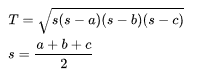 T = √(s(s − a)(s − b)(s − c))
s = (a + b + c)/2